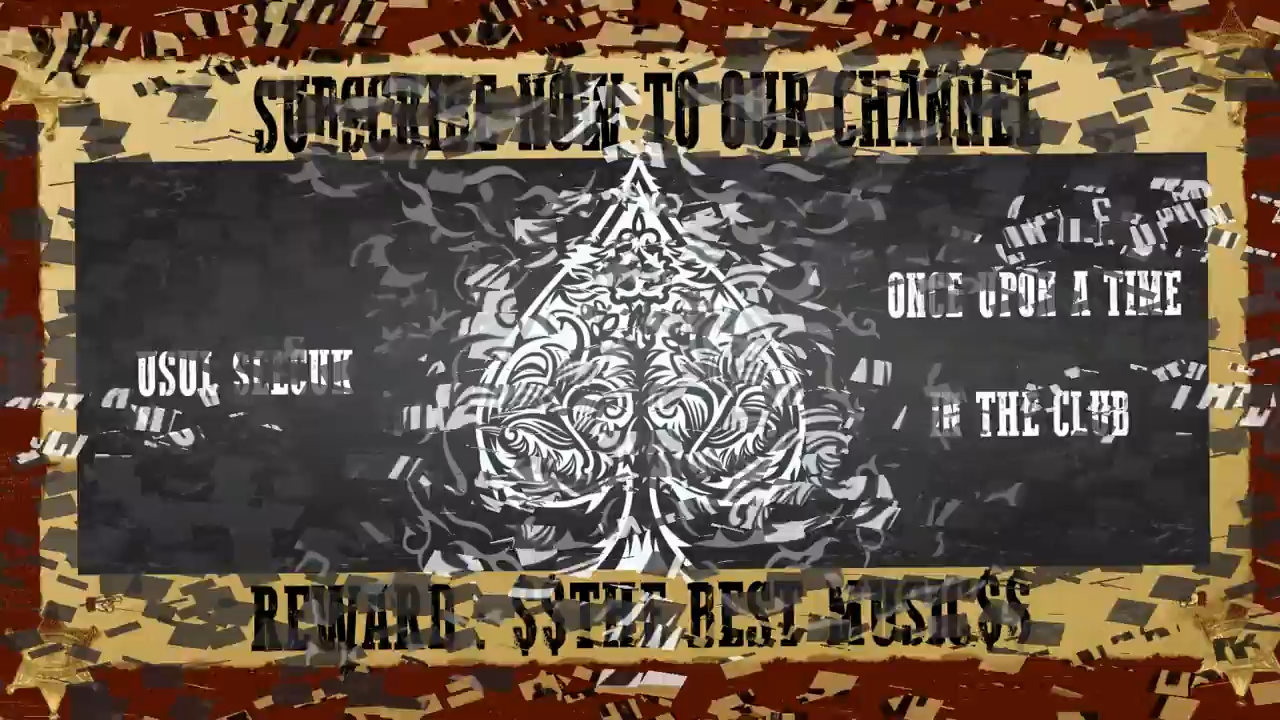 SUBSCRIBE NOW TO OUR CHANNEL
ONCE UPON A TIME
USUL SELCUK
IN THE CLUB
REWARD : $$THE BEST MUSIC$$